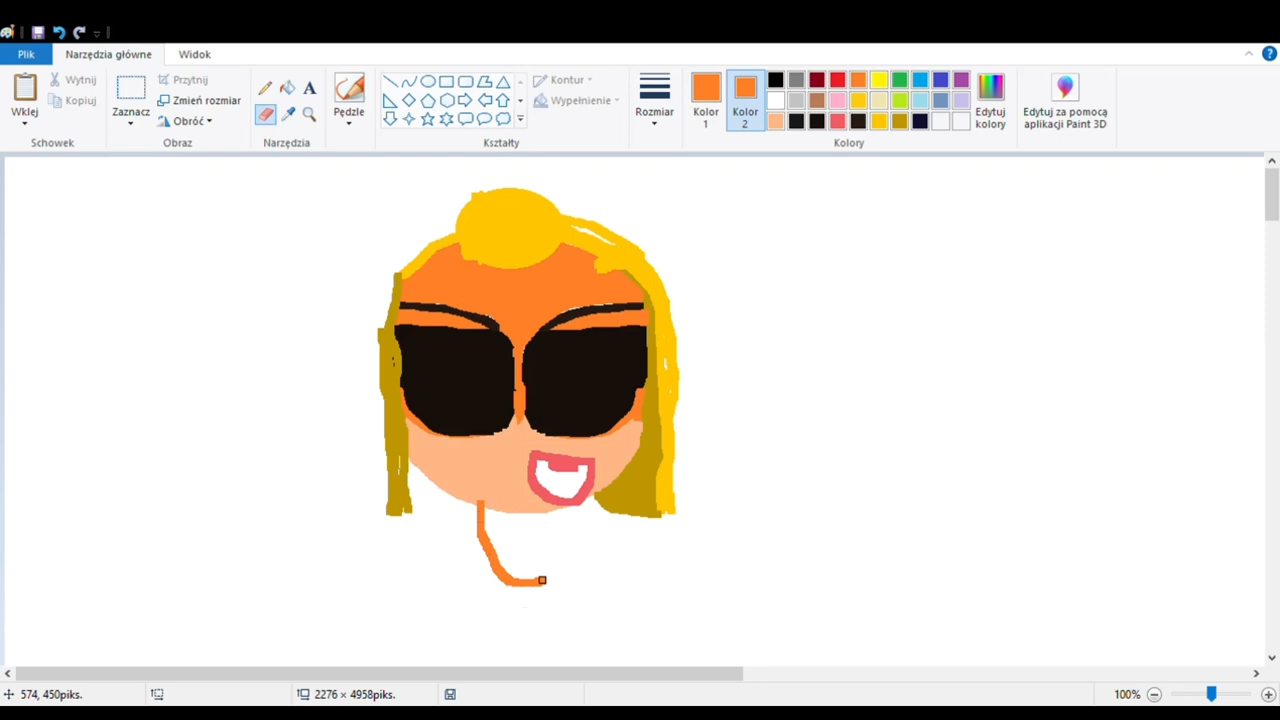 Plik Narzędzia główne Widok
Wklej
Wytnij
Kopiuj
Schowek
Zaznacz
Przytnij
Zmień rozmiar
Obróć
Obraz
A
Narzędzia
Pędzle
Kontur
Wypełnienie
Kształty
Rozmiar
Kolor
1
Kolor
2
Edytuj
kolory
Kolory
Edytuj za pomocą
aplikacji Paint 3D
?
574, 450piks.
2276 × 4958piks.
100%